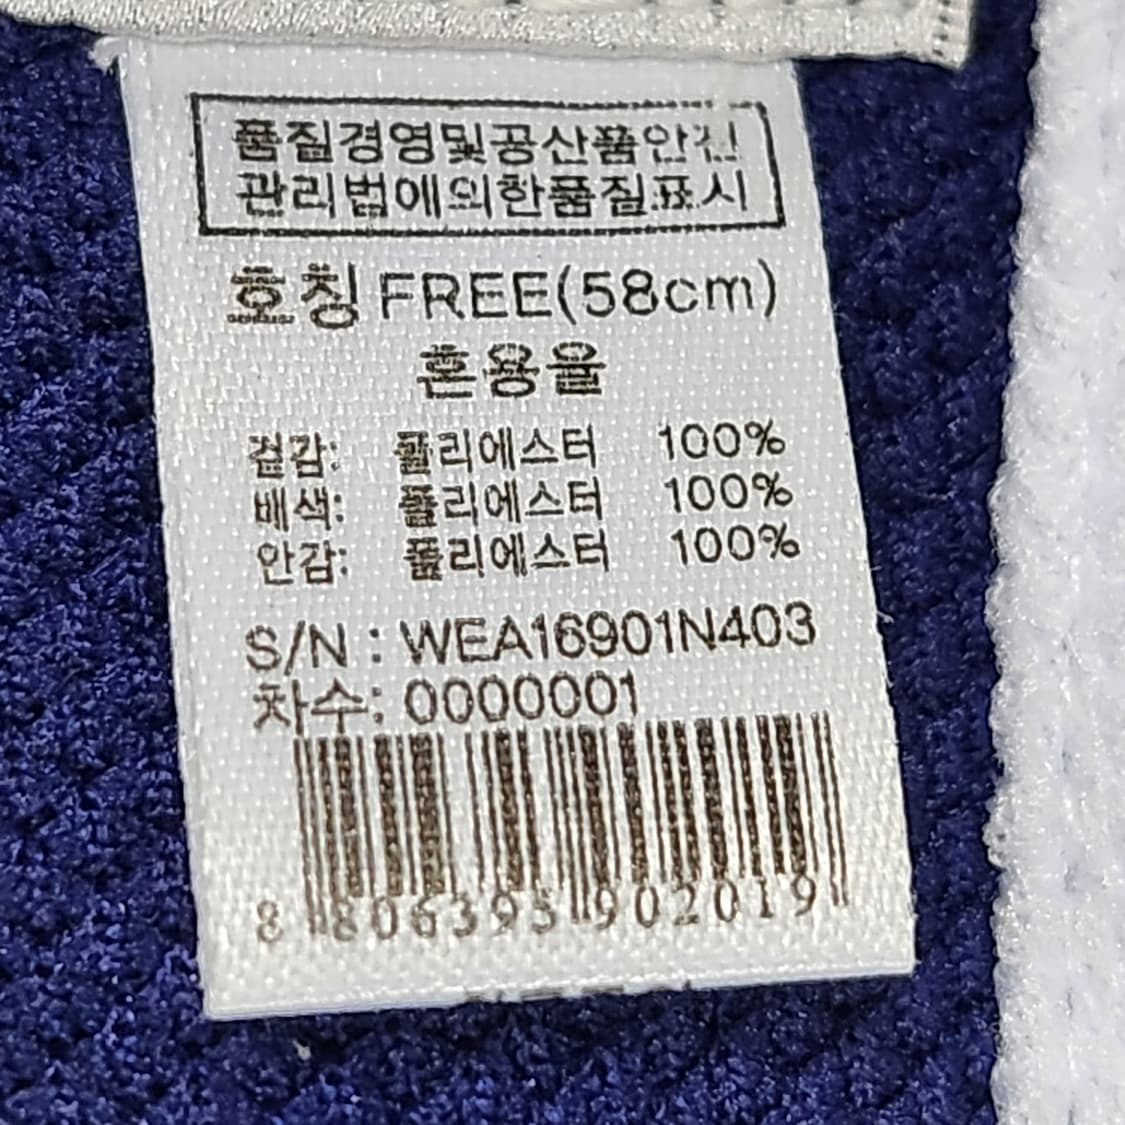 품질경영및공산품안전
관리법에의한품질표시
호칭 FREE(58cm)
혼용율
겉감: 폴리에스터 100%
배색: 폴리에스터 100%
안감: 폴리에스터 100%
S/N : WEA16901N403
차수: 0000001
8 806395 902019